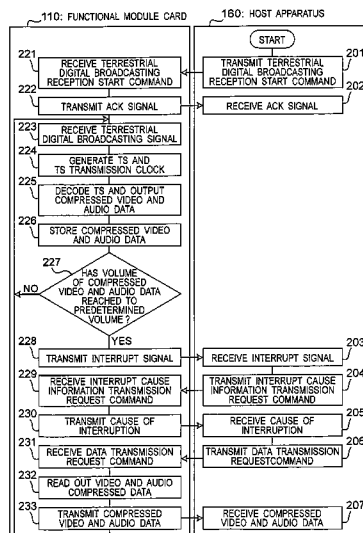 110: FUNCTIONAL MODULE CARD
160: HOST APPARATUS
START
221
RECEIVE TERRESTRIAL
DIGITAL BROADCASTING
RECEPTION START COMMAND
201
TRANSMIT TERRESTRIAL
DIGITAL BROADCASTING
RECEPTION START COMMAND
222
TRANSMIT ACK SIGNAL
202
RECEIVE ACK SIGNAL
223
RECEIVE TERRESTRIAL
DIGITAL BROADCASTING SIGNAL
224
GENERATE TS AND
TS TRANSMISSION CLOCK
225
DECODE TS AND OUTPUT
COMPRESSED VIDEO AND
AUDIO DATA
226
STORE COMPRESSED VIDEO
AND AUDIO DATA
227
HAS VOLUME
OF COMPRESSED
VIDEO AND AUDIO DATA
REACHED TO
PREDETERMINED
VOLUME?
NO
YES
228
TRANSMIT INTERRUPT SIGNAL
203
RECEIVE INTERRUPT SIGNAL
229
RECEIVE INTERRUPT CAUSE
INFORMATION TRANSMISSION
REQUEST COMMAND
204
TRANSMIT INTERRUPT CAUSE
INFORMATION TRANSMISSION
REQUEST COMMAND
230
TRANSMIT CAUSE OF
INTERRUPTION
205
RECEIVE CAUSE OF
INTERRUPTION
231
RECEIVE DATA TRANSMISSION
REQUEST COMMAND
206
TRANSMIT DATA TRANSMISSION
REQUESTCOMMAND
232
READ OUT VIDEO AND AUDIO
COMPRESSED DATA
233
TRANSMIT COMPRESSED
VIDEO AND AUDIO DATA
207
RECEIVE COMPRESSED
VIDEO AND AUDIO DATA